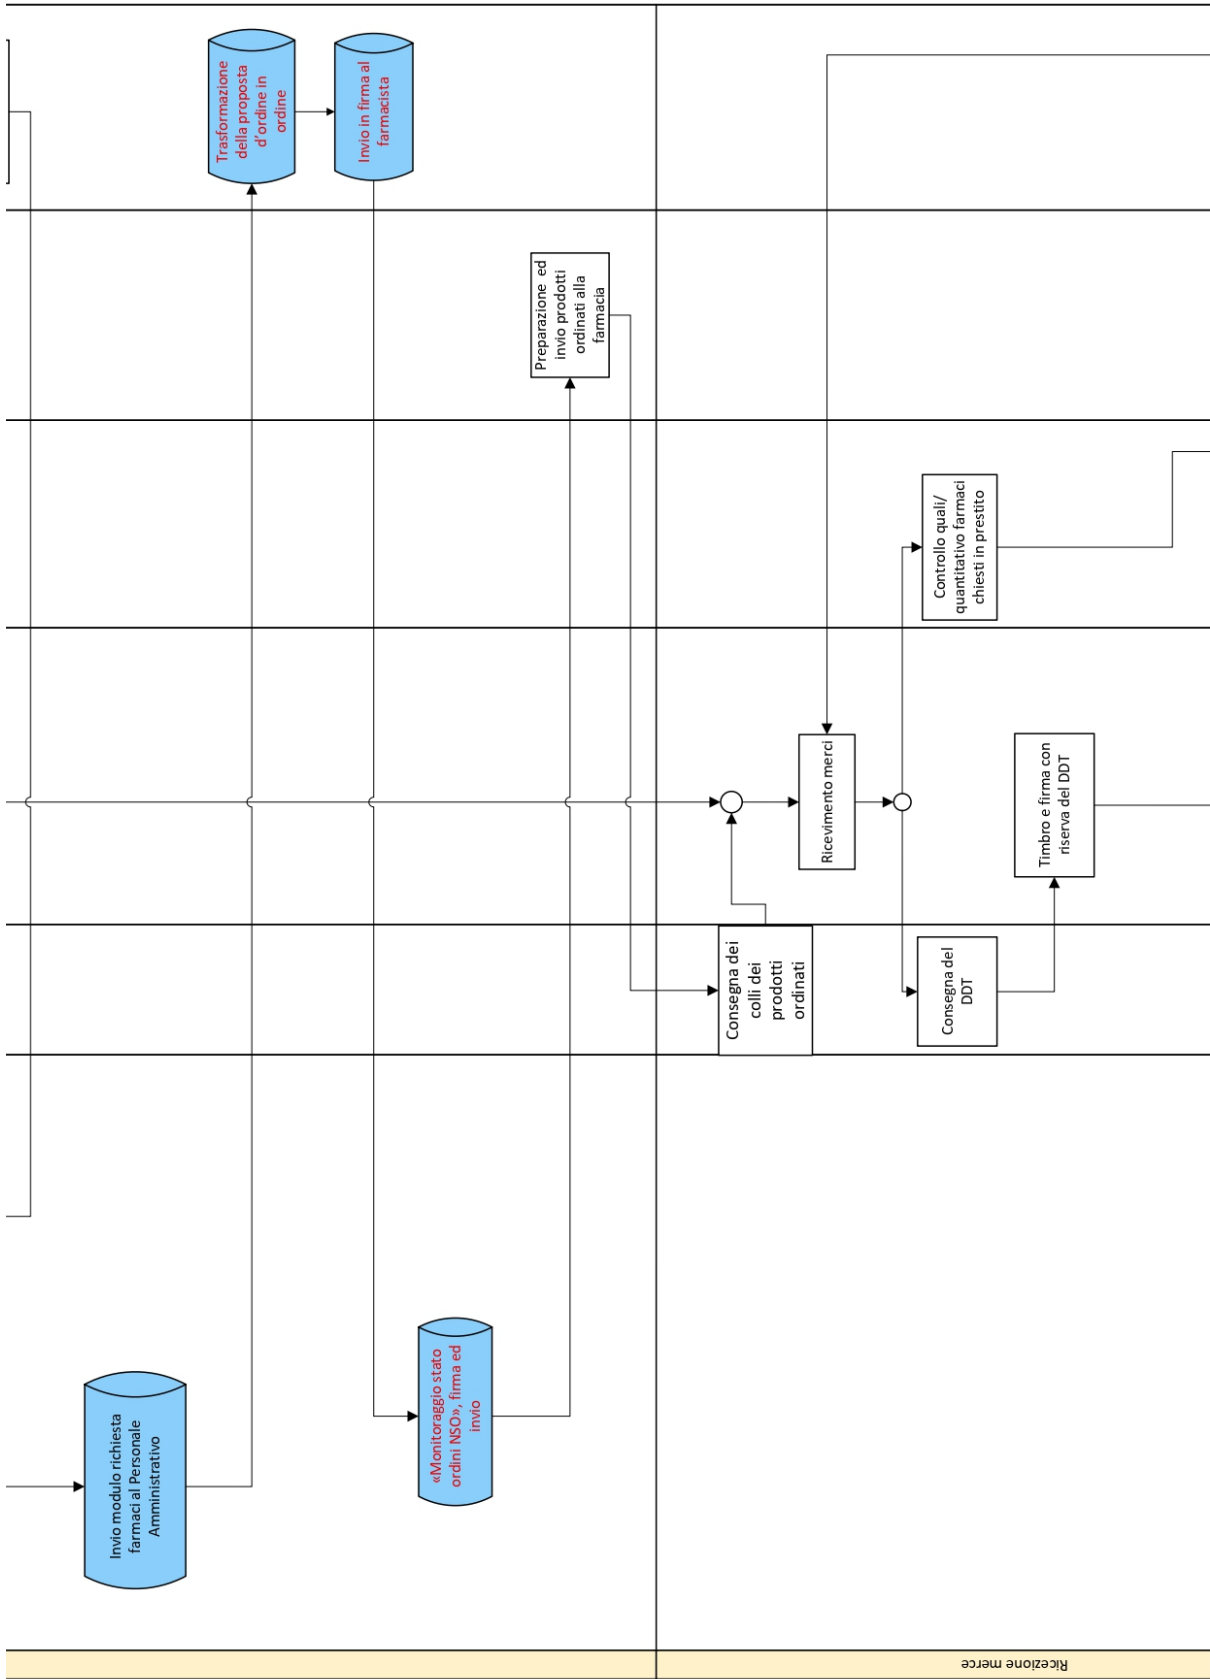 Trasformazione
della proposta
d'ordine in
ordine
Invio in firma al
farmacista
Preparazione ed
invio prodotti
ordinati alla
farmacia
Controllo quali/
quantitativo farmaci
chiesti in prestito
Ricevimento merci
Timbro e firma con
riserva del DDT
Consegna dei
colli dei
prodotti
ordinati
Consegna del
DDT
«Monitoraggio stato
ordini NSO», firma ed
invio
Invio modulo richiesta
farmaci al Personale
Amministrativo
Ricezione merce